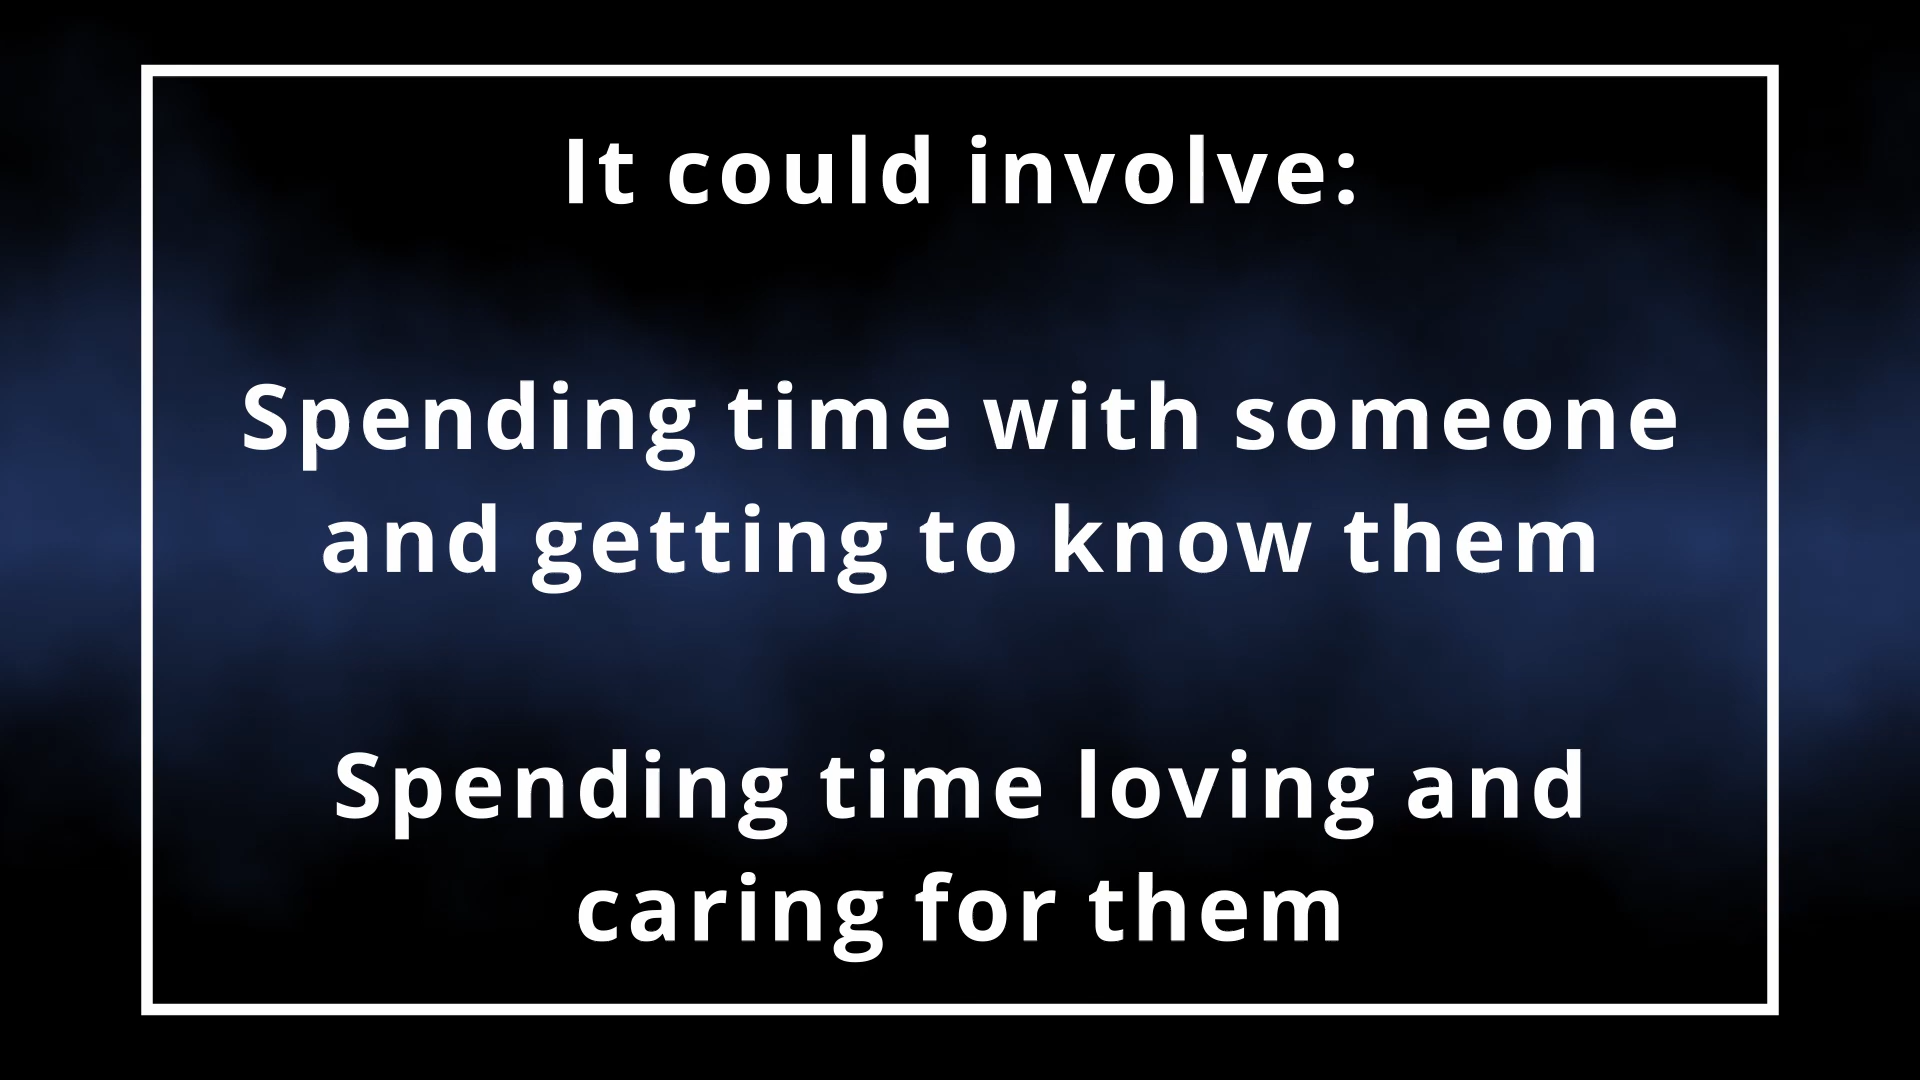 It could involve:
Spending time with someone
and getting to know them
Spending time loving and
caring for them